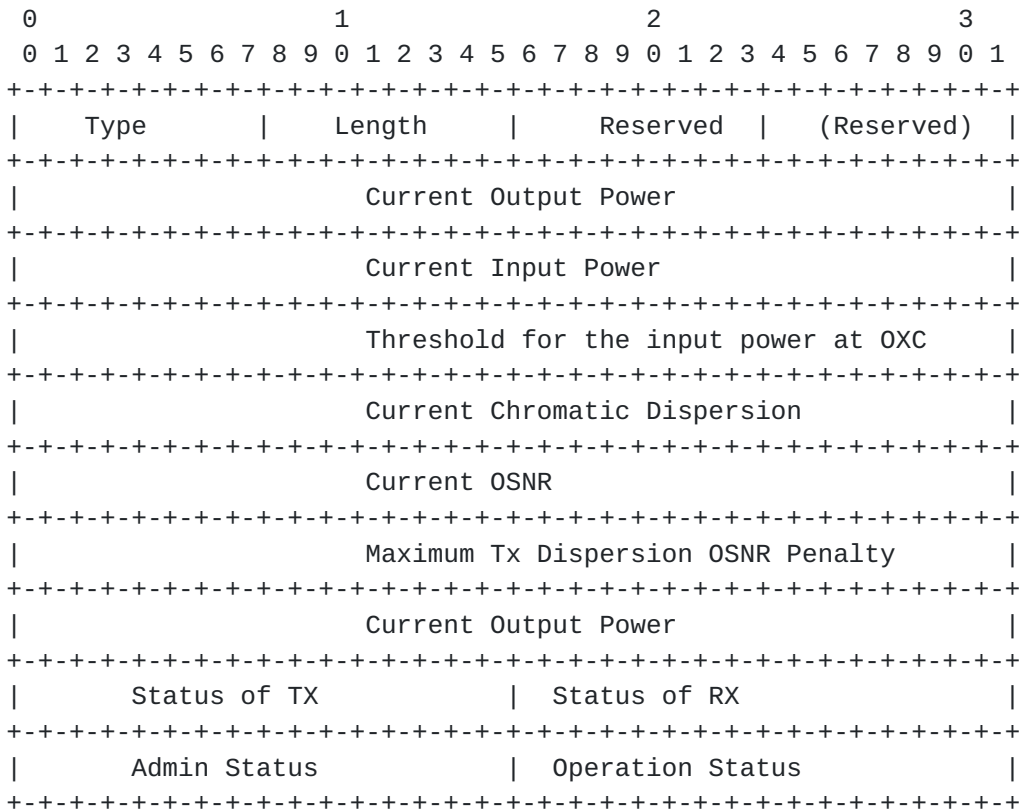 0                   1                   2                   3
 0 1 2 3 4 5 6 7 8 9 0 1 2 3 4 5 6 7 8 9 0 1 2 3 4 5 6 7 8 9 0 1
+-+-+-+-+-+-+-+-+-+-+-+-+-+-+-+-+-+-+-+-+-+-+-+-+-+-+-+-+-+-+-+-+
|    Type       |    Length     |     Reserved  |   (Reserved)  |
+-+-+-+-+-+-+-+-+-+-+-+-+-+-+-+-+-+-+-+-+-+-+-+-+-+-+-+-+-+-+-+-+
|                      Current Output Power                     |
+-+-+-+-+-+-+-+-+-+-+-+-+-+-+-+-+-+-+-+-+-+-+-+-+-+-+-+-+-+-+-+-+
|                      Current Input Power                      |
+-+-+-+-+-+-+-+-+-+-+-+-+-+-+-+-+-+-+-+-+-+-+-+-+-+-+-+-+-+-+-+-+
|                      Threshold for the input power at OXC     |
+-+-+-+-+-+-+-+-+-+-+-+-+-+-+-+-+-+-+-+-+-+-+-+-+-+-+-+-+-+-+-+-+
|                      Current Chromatic Dispersion             |
+-+-+-+-+-+-+-+-+-+-+-+-+-+-+-+-+-+-+-+-+-+-+-+-+-+-+-+-+-+-+-+-+
|                      Current OSNR                             |
+-+-+-+-+-+-+-+-+-+-+-+-+-+-+-+-+-+-+-+-+-+-+-+-+-+-+-+-+-+-+-+-+
|                      Maximum Tx Dispersion OSNR Penalty       |
+-+-+-+-+-+-+-+-+-+-+-+-+-+-+-+-+-+-+-+-+-+-+-+-+-+-+-+-+-+-+-+-+
|                      Current Output Power                     |
+-+-+-+-+-+-+-+-+-+-+-+-+-+-+-+-+-+-+-+-+-+-+-+-+-+-+-+-+-+-+-+-+
|       Status of TX            |  Status of RX                 |
+-+-+-+-+-+-+-+-+-+-+-+-+-+-+-+-+-+-+-+-+-+-+-+-+-+-+-+-+-+-+-+-+
|       Admin Status            |  Operation Status             |
+-+-+-+-+-+-+-+-+-+-+-+-+-+-+-+-+-+-+-+-+-+-+-+-+-+-+-+-+-+-+-+-+